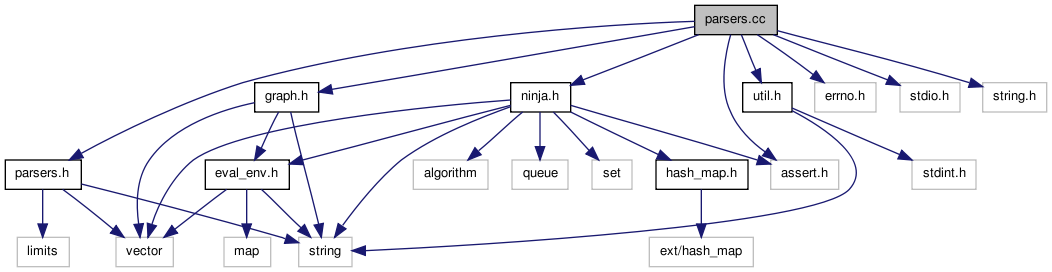 parsers.cc
graph.h
ninja.h
util.h
errno.h
stdio.h
string.h
parsers.h
eval_env.h
algorithm
queue
set
hash_map.h
assert.h
stdint.h
limits
vector
map
string
ext/hash_map